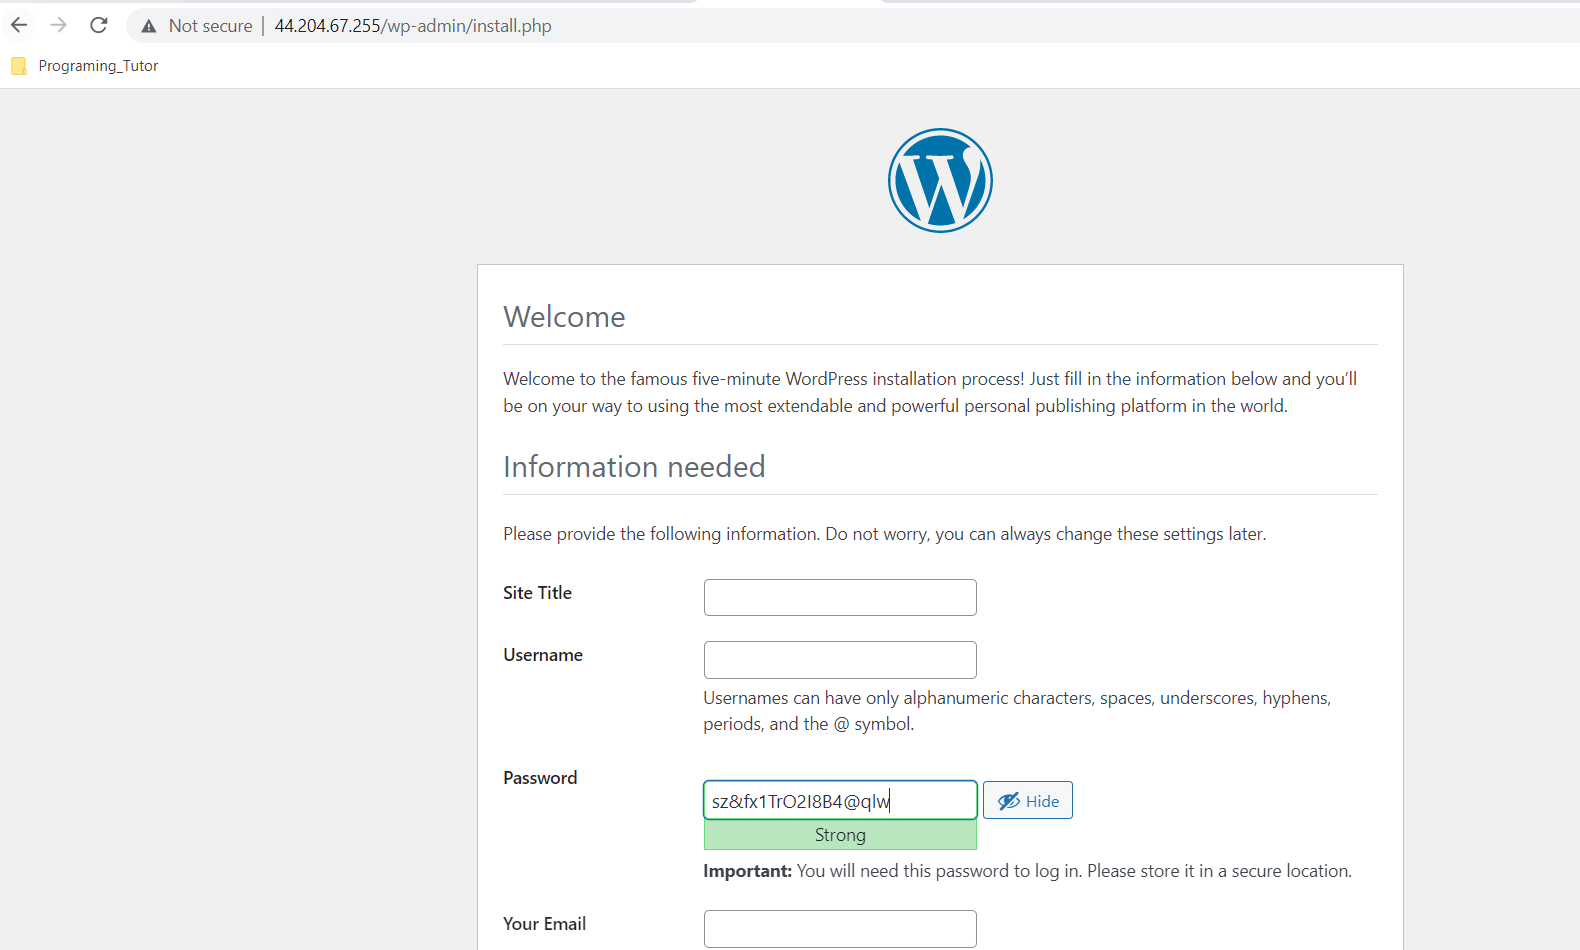 Not secure | 44.204.67.255/wp-admin/install.php
Programing_Tutor
W
Welcome
Welcome to the famous five-minute WordPress installation process! Just fill in the information below and you’ll
be on your way to using the most extendable and powerful personal publishing platform in the world.
Information needed
Please provide the following information. Do not worry, you can always change these settings later.
Site Title
Username
Usernames can have only alphanumeric characters, spaces, underscores, hyphens,
periods, and the @ symbol.
Password
sz&fx1TrO2I8B4@qlw Hide
Strong
Important: You will need this password to log in. Please store it in a secure location.
Your Email